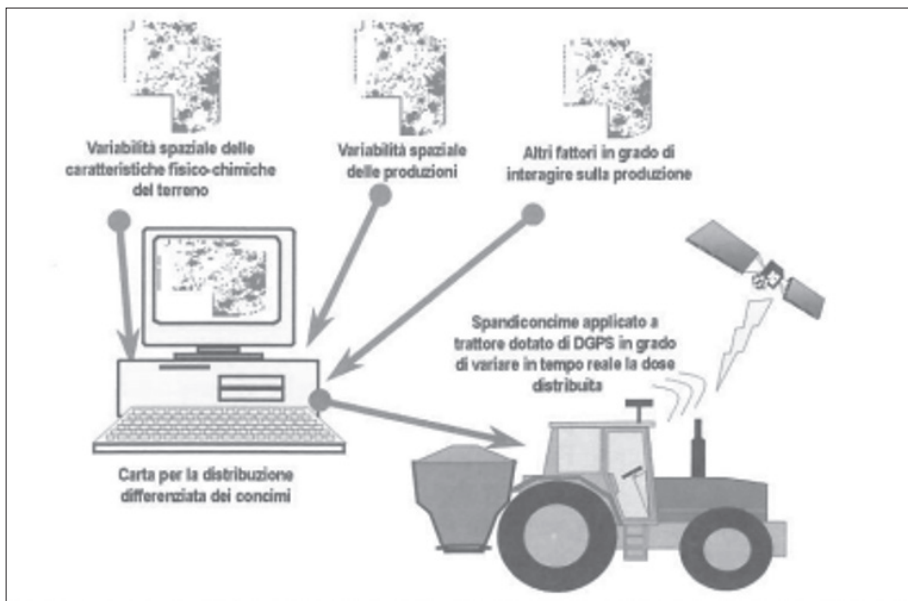 Variabilità spaziale delle
caratteristiche fisico-chimiche
del terreno
Variabilità spaziale
delle produzioni
Altri fattori in grado di
interagire sulla produzione
Spandiconcime applicato a
trattore dotato di DGPS in grado
di variare in tempo reale la dose
distribuita
Carta per la distribuzione
differenziata dei concimi